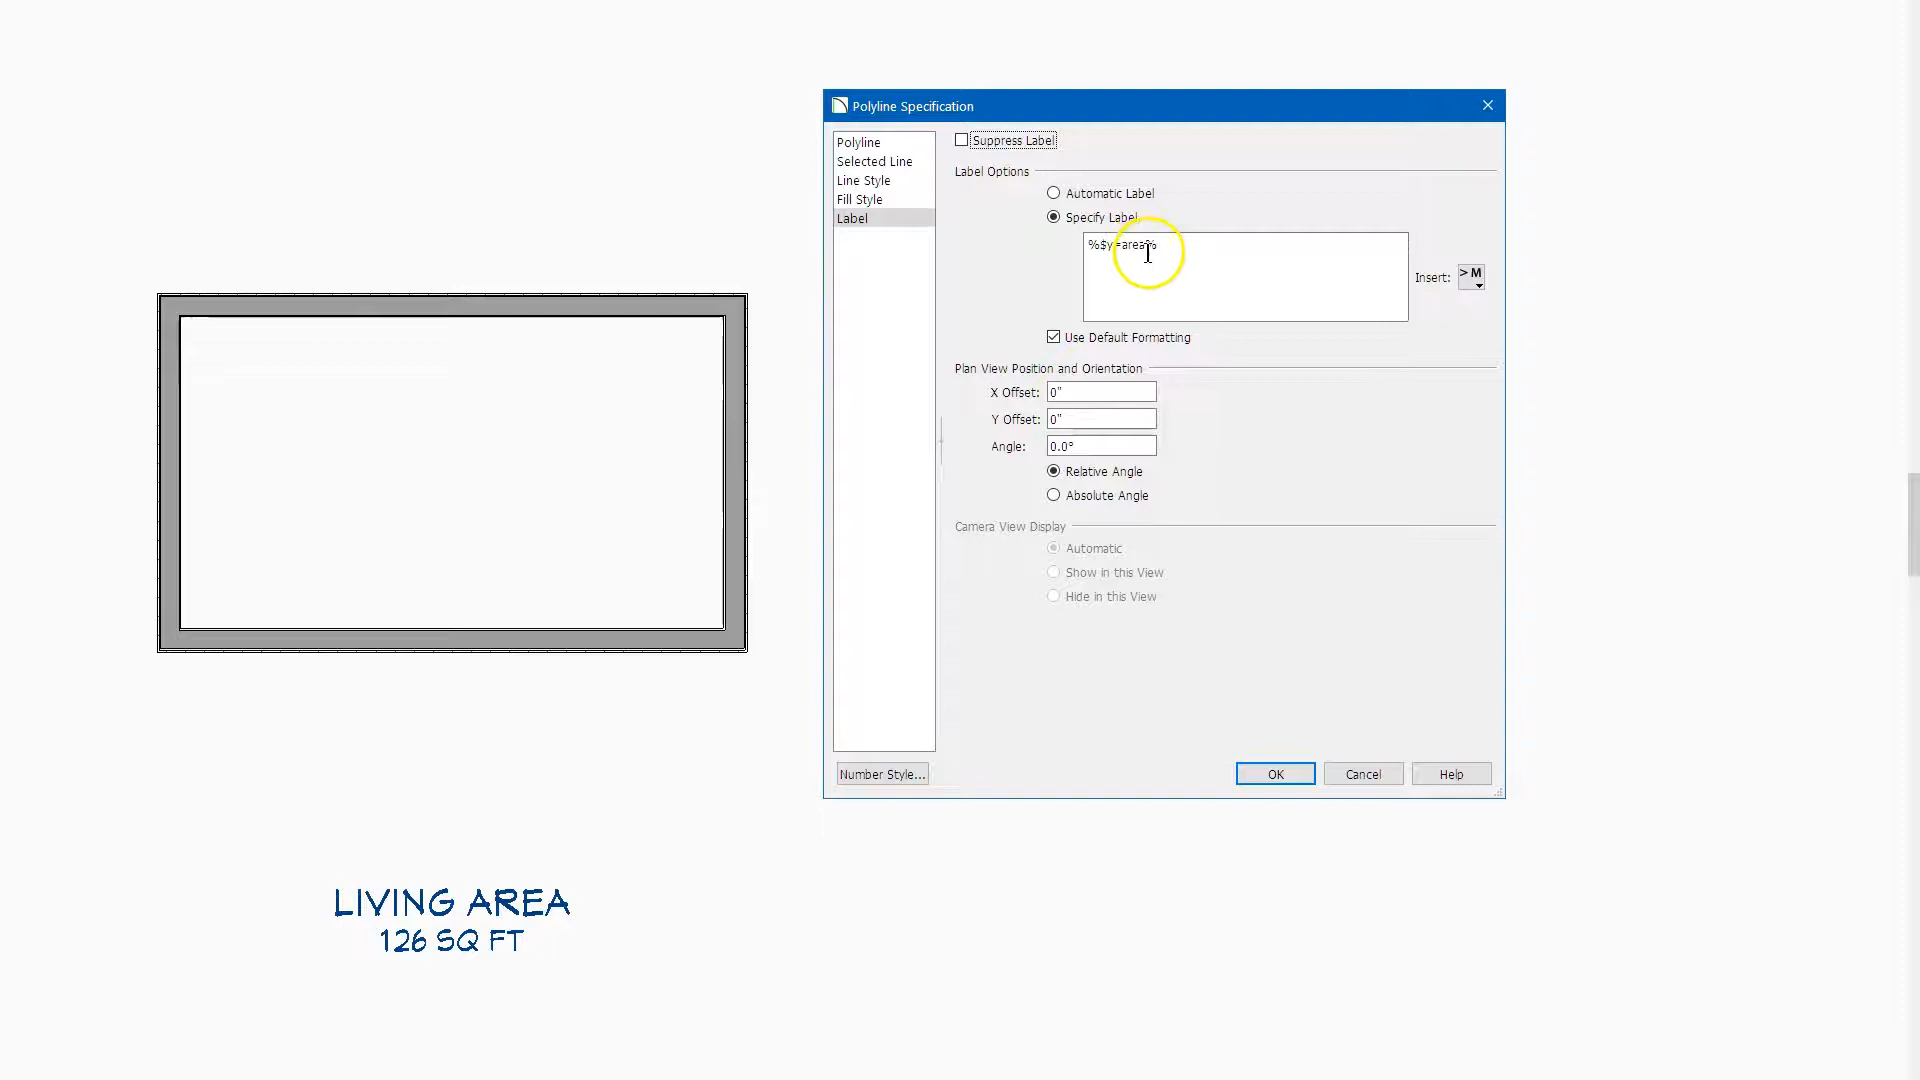 Polyline Specification
Polyline
Selected Line
Line Style
Fill Style
Label
Suppress Label
Label Options
Automatic Label
Specify Label
%$y=area%
Insert:
> M
Use Default Formatting
Plan View Position and Orientation
X Offset: 0"
Y Offset: 0"
Angle: 0.0°
Relative Angle
Absolute Angle
Camera View Display
Automatic
Show in this View
Hide in this View
Number Style...
OK
Cancel
Help
LIVING AREA
126 SQ FT